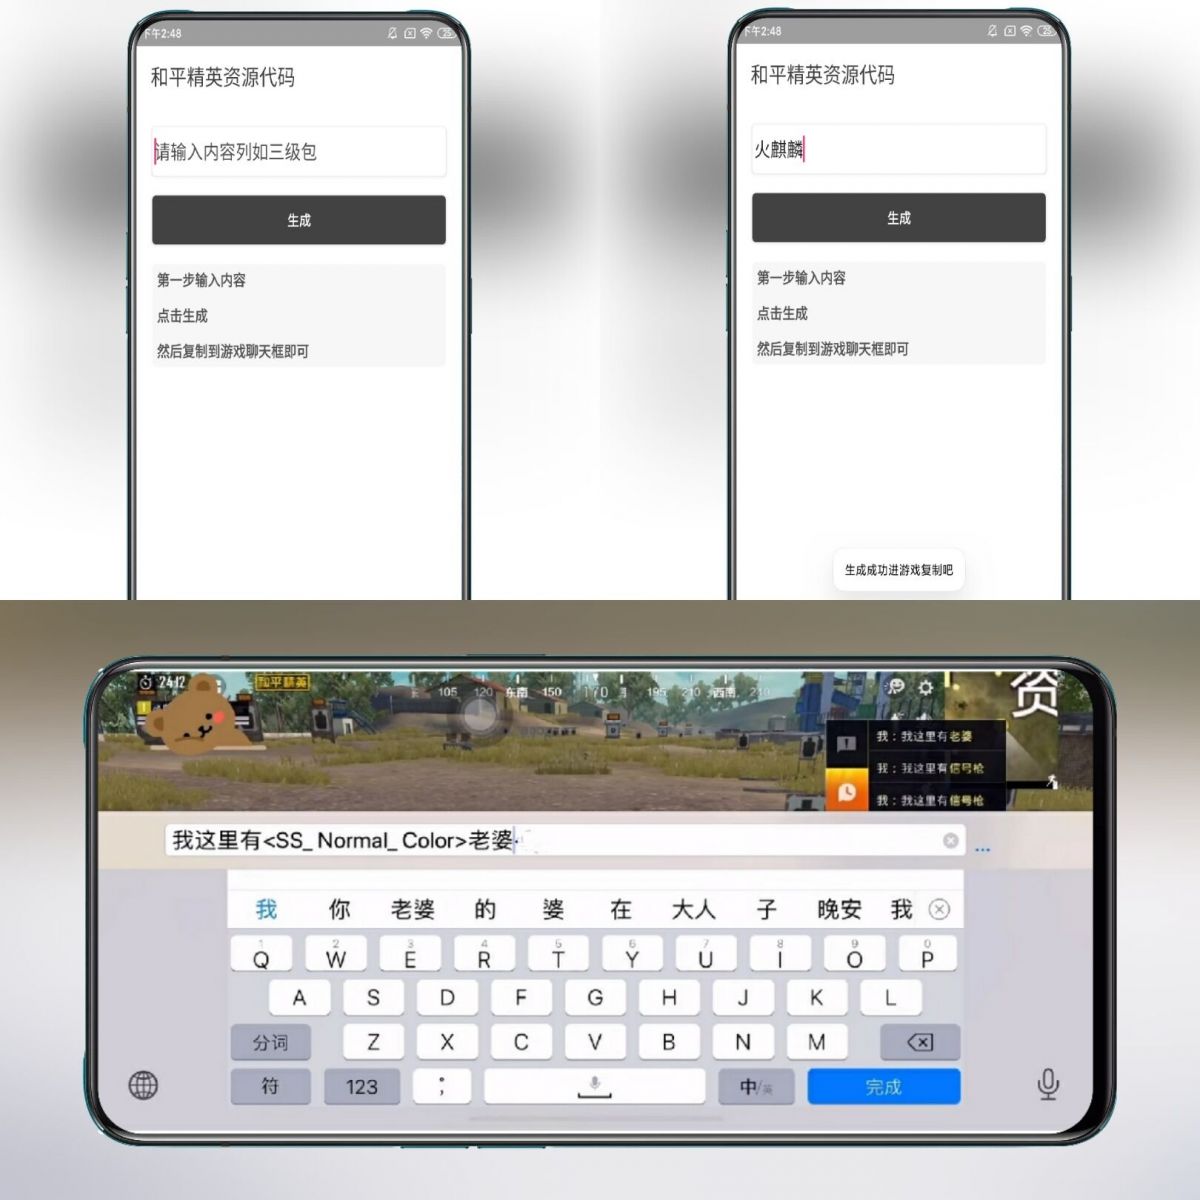 下午2:48
25
和平精英资源代码
请输入内容列如三级包
生成
第一步输入内容
点击生成
然后复制到游戏聊天框即可
下午2:48
25
和平精英资源代码
火麒麟
生成
第一步输入内容
点击生成
然后复制到游戏聊天框即可
生成成功进游戏复制吧
24 12
和平精英
105 120 东南 150 170 195 210 西南 240
资
我：我这里有老婆
我：我这里有信号枪
我：我这里有信号枪
我这里有<SS_ Normal_ Color>老婆
...
我 你 老婆 的 婆 在 大人 子 晚安 我
1 2 3 4 5 6 7 8 9 0
Q W E R T Y U I O P
A S D F G H J K L
分词 Z X C V B N M
符 123 ; 中/英 完成